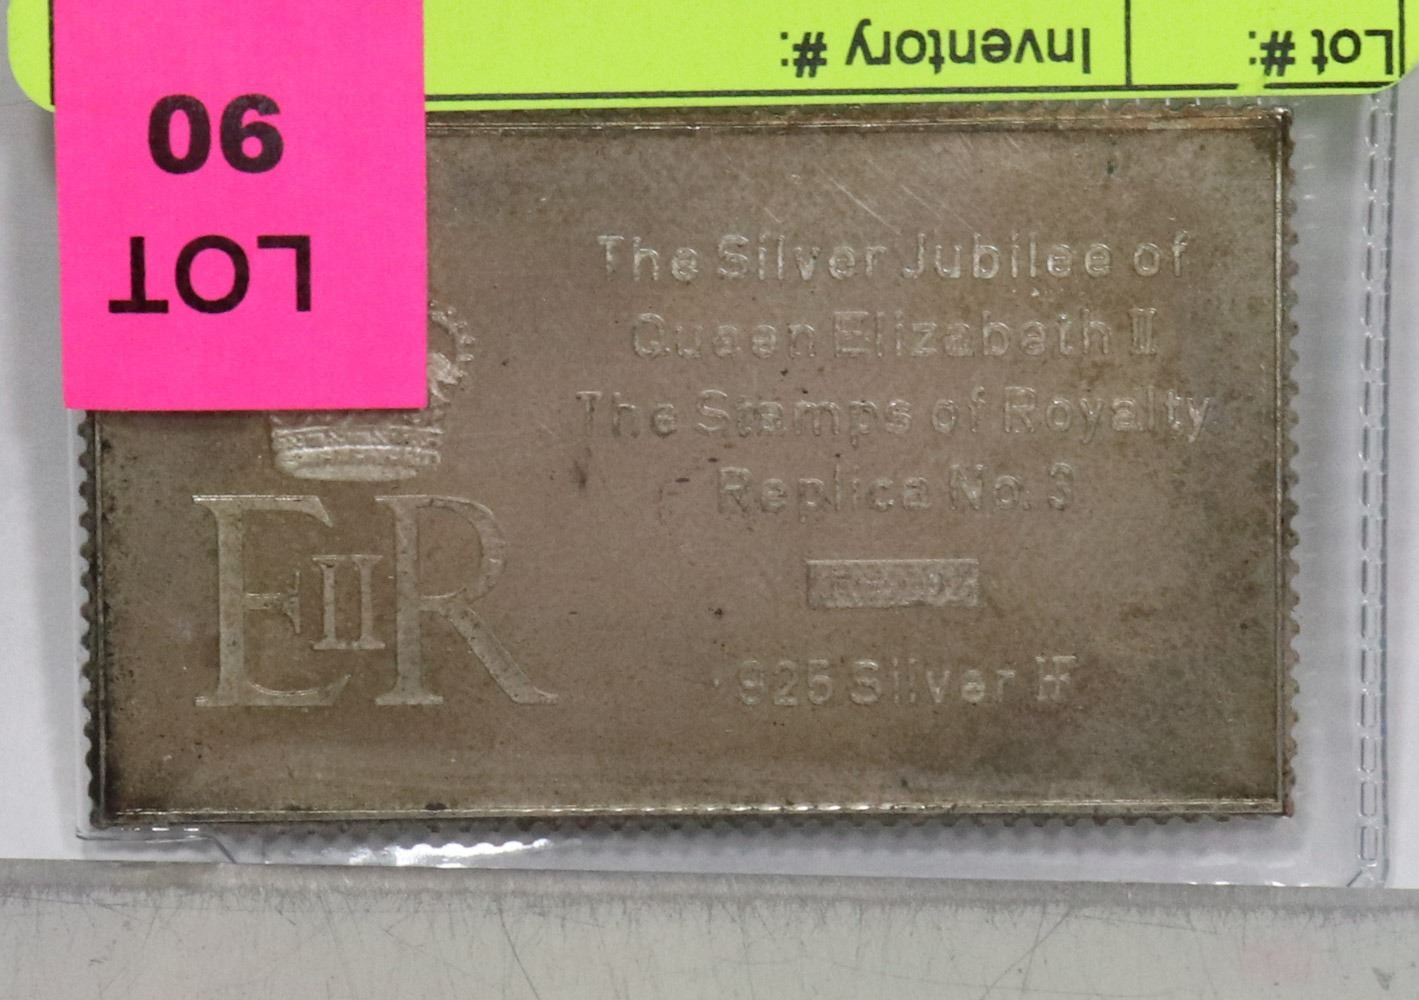 Lot #:
Inventory #:
LOT
90
The Silver Jubilee of
Queen Elizabeth II
The Stamps of Royalty
Replica No. 3
.925 Silver IF
EIIR